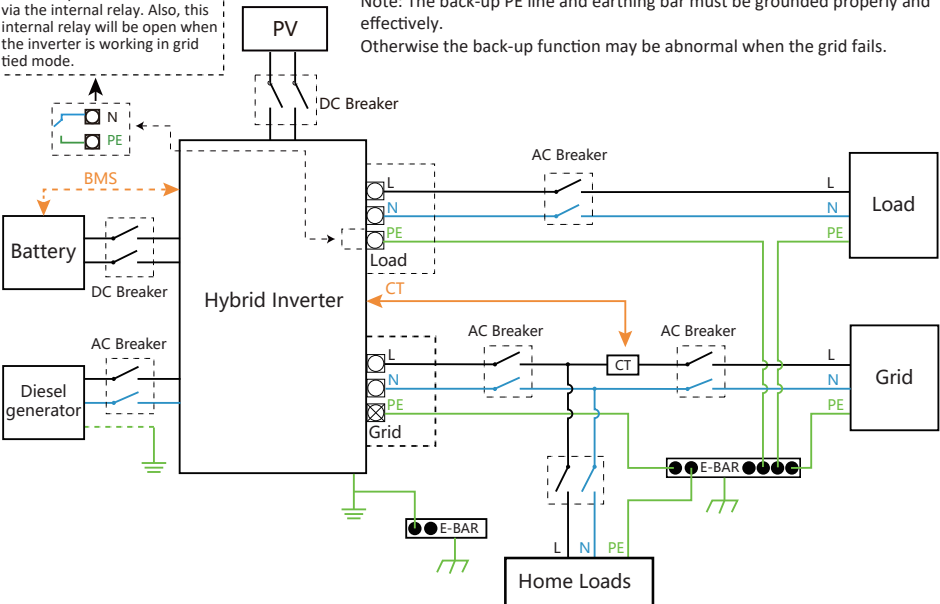 via the internal relay. Also, this
internal relay will be open when
the inverter is working in grid
tied mode.
Note: The back-up PE line and earthing bar must be grounded properly and
effectively.
Otherwise the back-up function may be abnormal when the grid fails.
PV
DC Breaker
N
PE
BMS
Battery
DC Breaker
AC Breaker
Diesel
generator
Hybrid Inverter
L
N
PE
Load
AC Breaker
L
N
PE
Load
CT
AC Breaker
CT
AC Breaker
L
N
PE
Grid
L
N
PE
Grid
E-BAR
E-BAR
L
N
PE
Home Loads